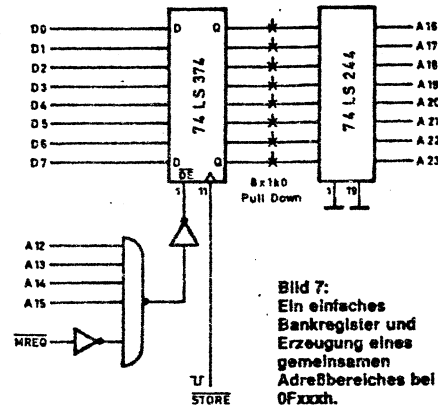 D0 D Q A16
D1 A17
D2 A18
D3 A19
D4 A20
D5 A21
D6 A22
D7 D Q A23
74 LS 374
74 LS 244
OE
1 11
8x1k0
Pull Down
1 19
A12
A13
A14
A15
MREQ
STORE
Bild 7:
Ein einfaches
Bankregister und
Erzeugung eines
gemeinsamen
Adreßbereiches bei
0Fxxxh.